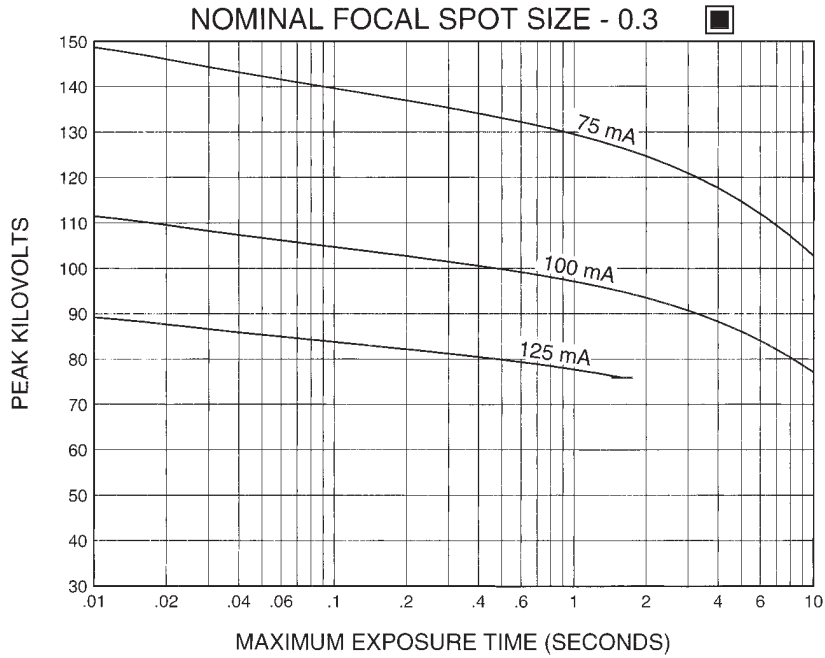 NOMINAL FOCAL SPOT SIZE - 0.3
150
140
130
120
110
100
90
80
70
60
50
40
30
PEAK KILOVOLTS
75 mA
100 mA
125 mA
.01 .02 .04 .06 .1 .2 .4 .6 1 2 4 6 10
MAXIMUM EXPOSURE TIME (SECONDS)